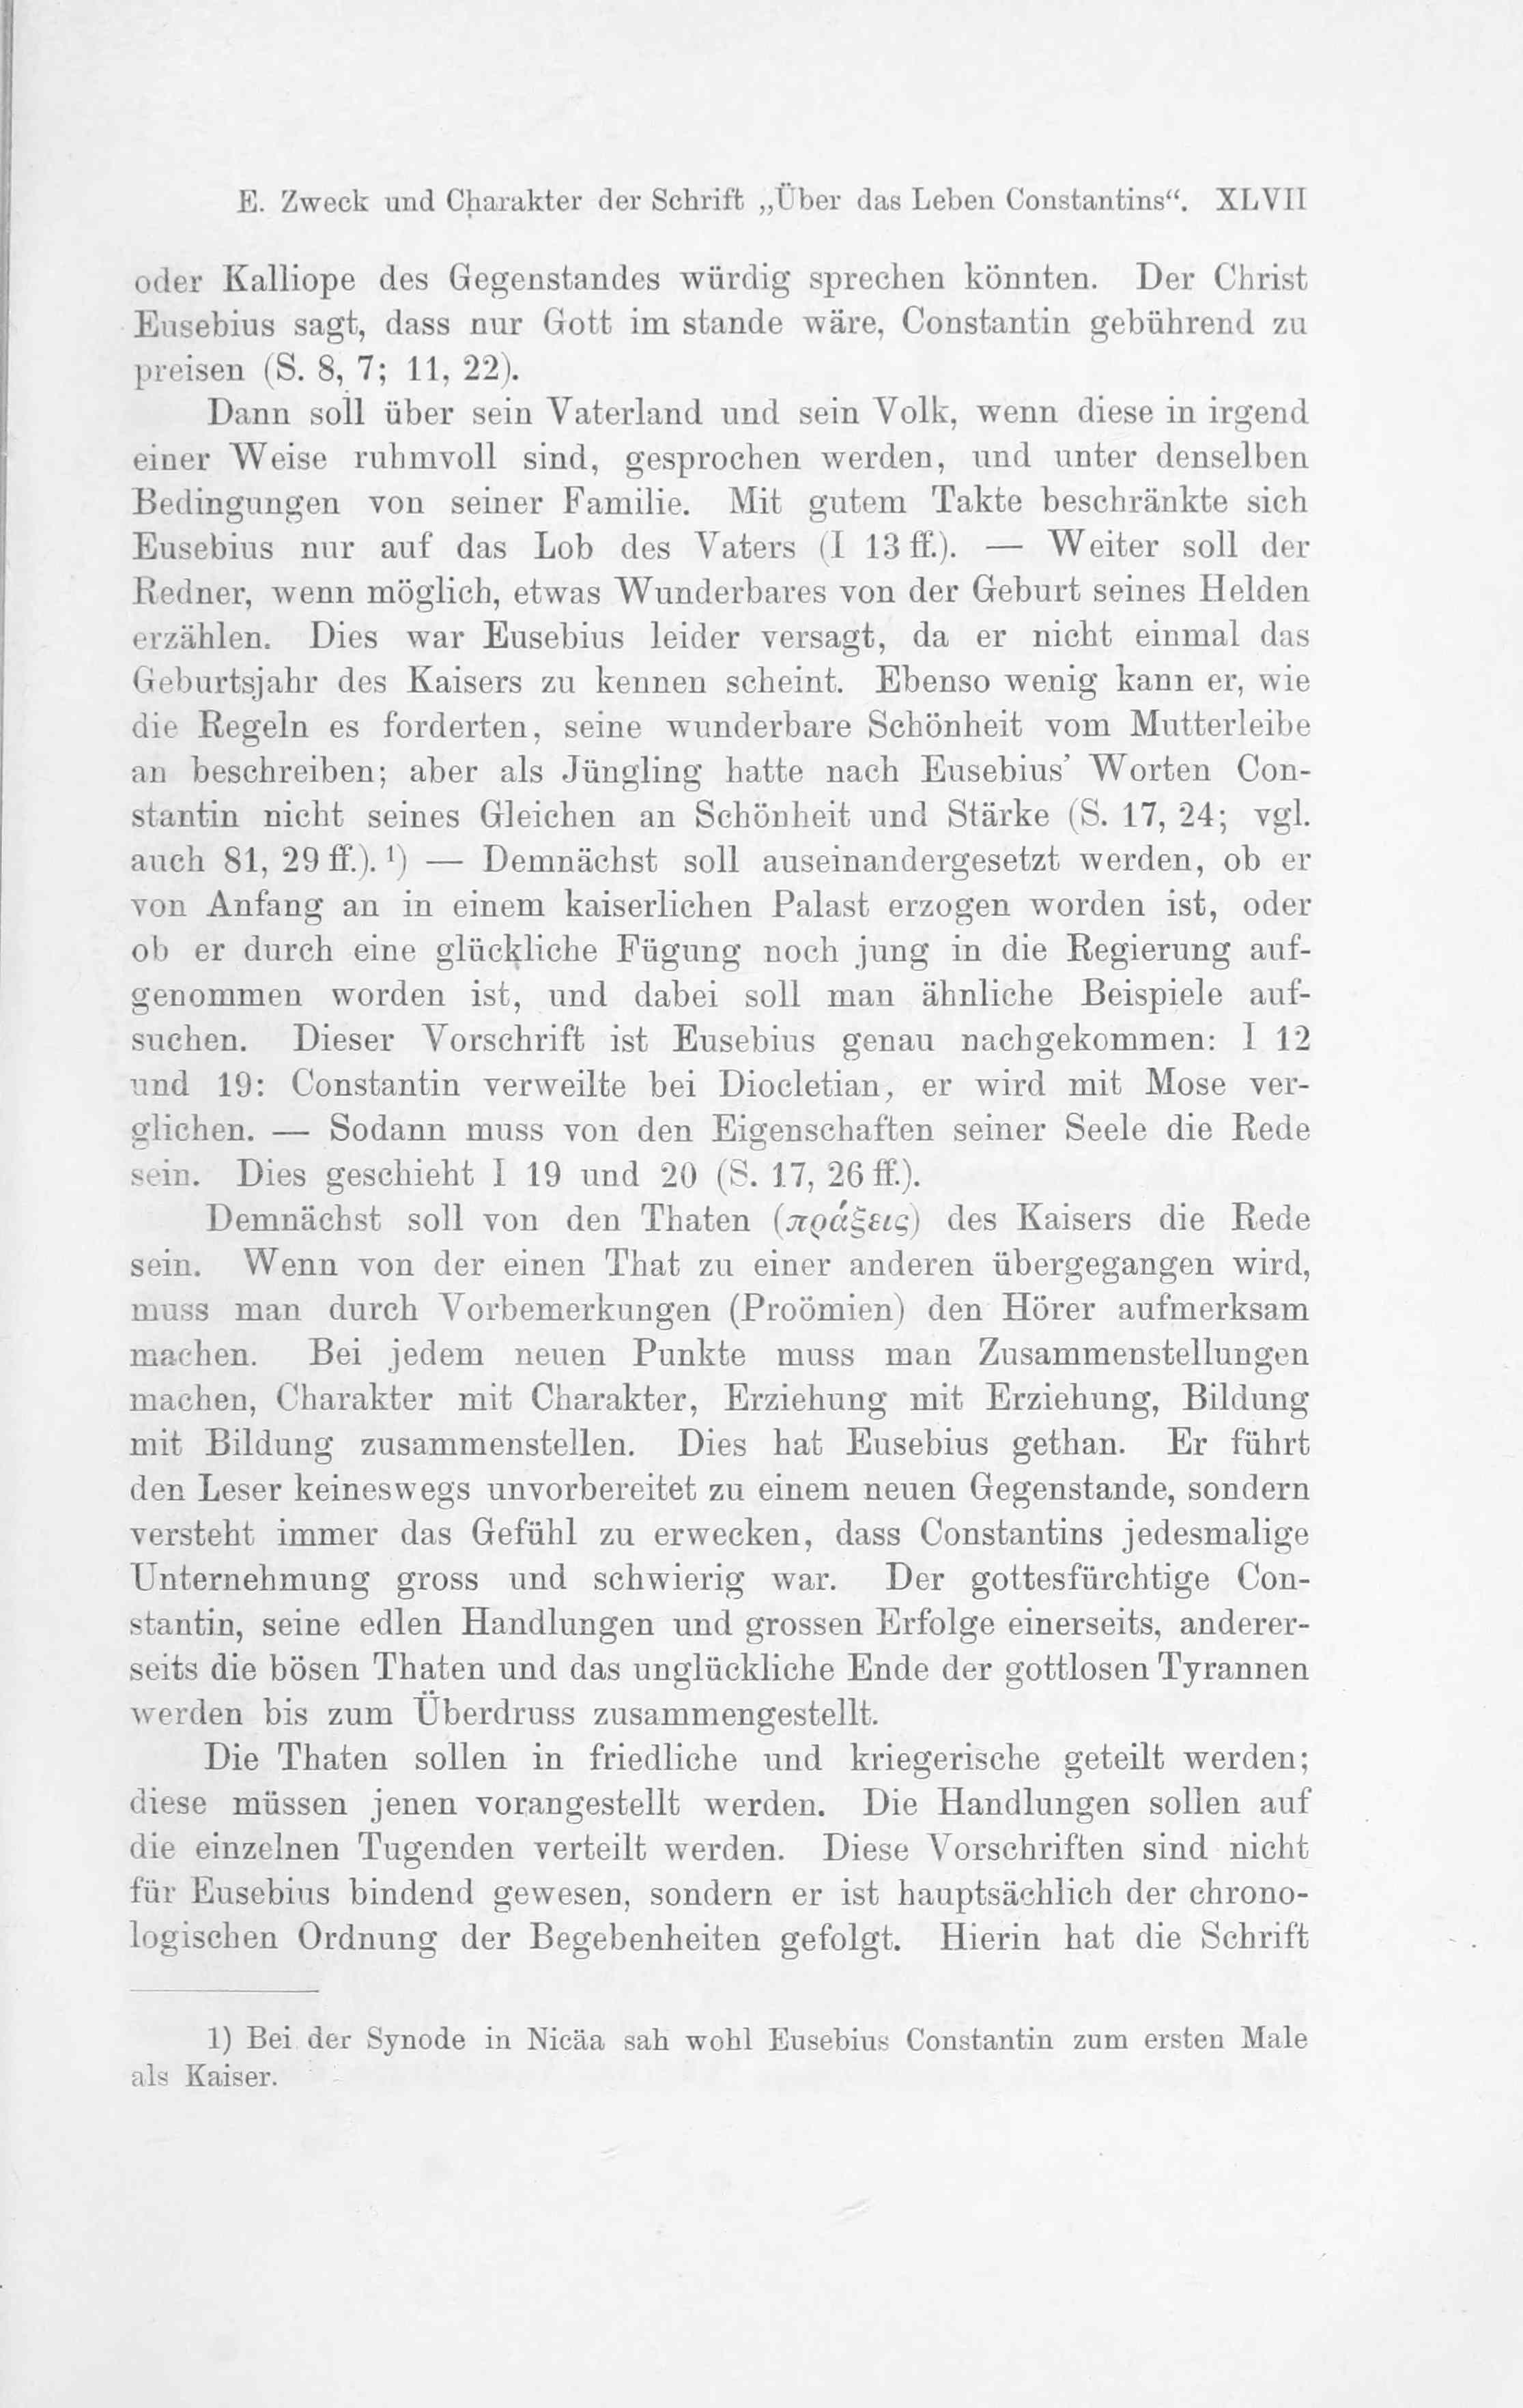 E. Zweck und Charakter der Schrift „Über das Leben Constantins“. XLVII
oder Kalliope des Gegenstandes würdig sprechen könnten. Der Christ
Eusebius sagt, dass nur Gott im stande wäre, Constantin gebührend zu
preisen (S. 8, 7; 11, 22).
Dann soll über sein Vaterland und sein Volk, wenn diese in irgend
einer Weise ruhmvoll sind, gesprochen werden, und unter denselben
Bedingungen von seiner Familie. Mit gutem Takte beschränkte sich
Eusebius nur auf das Lob des Vaters (I 13 ff.). — Weiter soll der
Redner, wenn möglich, etwas Wunderbares von der Geburt seines Helden
erzählen. Dies war Eusebius leider versagt, da er nicht einmal das
Geburtsjahr des Kaisers zu kennen scheint. Ebenso wenig kann er, wie
die Regeln es forderten, seine wunderbare Schönheit vom Mutterleibe
an beschreiben; aber als Jüngling hatte nach Eusebius’ Worten Con-
stantin nicht seines Gleichen an Schönheit und Stärke (S. 17, 24; vgl.
auch 81, 29 ff.). ¹) — Demnächst soll auseinandergesetzt werden, ob er
von Anfang an in einem kaiserlichen Palast erzogen worden ist, oder
ob er durch eine glückliche Fügung noch jung in die Regierung auf-
genommen worden ist, und dabei soll man ähnliche Beispiele auf-
suchen. Dieser Vorschrift ist Eusebius genau nachgekommen: I 12
und 19: Constantin verweilte bei Diocletian, er wird mit Mose ver-
glichen. — Sodann muss von den Eigenschaften seiner Seele die Rede
sein. Dies geschieht I 19 und 20 (S. 17, 26 ff.).
Demnächst soll von den Thaten (πράξεις) des Kaisers die Rede
sein. Wenn von der einen That zu einer anderen übergegangen wird,
muss man durch Vorbemerkungen (Proömien) den Hörer aufmerksam
machen. Bei jedem neuen Punkte muss man Zusammenstellungen
machen, Charakter mit Charakter, Erziehung mit Erziehung, Bildung
mit Bildung zusammenstellen. Dies hat Eusebius gethan. Er führt
den Leser keineswegs unvorbereitet zu einem neuen Gegenstande, sondern
versteht immer das Gefühl zu erwecken, dass Constantins jedesmalige
Unternehmung gross und schwierig war. Der gottesfürchtige Con-
stantin, seine edlen Handlungen und grossen Erfolge einerseits, anderer-
seits die bösen Thaten und das unglückliche Ende der gottlosen Tyrannen
werden bis zum Überdruss zusammengestellt.
Die Thaten sollen in friedliche und kriegerische geteilt werden;
diese müssen jenen vorangestellt werden. Die Handlungen sollen auf
die einzelnen Tugenden verteilt werden. Diese Vorschriften sind nicht
für Eusebius bindend gewesen, sondern er ist hauptsächlich der chrono-
logischen Ordnung der Begebenheiten gefolgt. Hierin hat die Schrift
1) Bei der Synode in Nicäa sah wohl Eusebius Constantin zum ersten Male
als Kaiser.